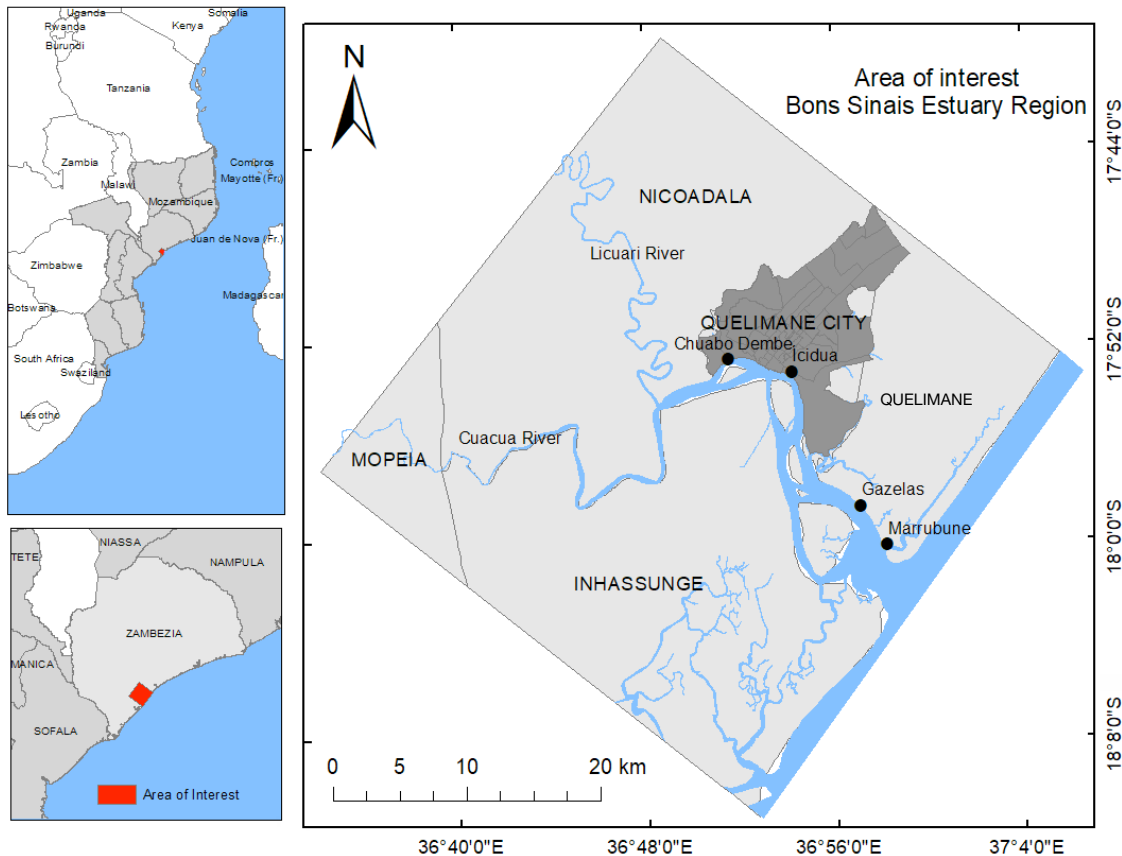 Uganda
Somalia
Rwanda
Kenya
Burundi
Tanzania
Zambia
Comoros
Malawi
Mayotte (Fr.)
Mozambique
Juan de Nova (Fr.)
Zimbabwe
Madagascar
Botswana
South Africa
Swaziland
Lesotho
TETE
NIASSA
NAMPULA
ZAMBEZIA
MANICA
SOFALA
Area of Interest
N
Area of interest
Bons Sinais Estuary Region
NICOADALA
Licuari River
QUELIMANE CITY
Chuabo Dembe
Icidua
QUELIMANE
Cuacua River
MOPEIA
Gazelas
Marrubune
INHASSUNGE
0 5 10 20 km
17°44'0"S
17°52'0"S
18°0'0"S
18°8'0"S
36°40'0"E 36°48'0"E 36°56'0"E 37°4'0"E